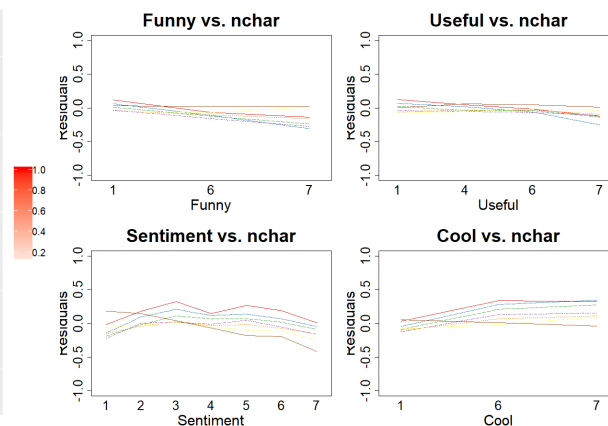 1.0
0.8
0.6
0.4
0.2
Funny vs. nchar
Residuals
1.0
0.5
0.0
-0.5
-1.0
1 6 7
Funny
Useful vs. nchar
Residuals
1.0
0.5
0.0
-0.5
-1.0
1 4 6 7
Useful
Sentiment vs. nchar
Residuals
1.0
0.5
0.0
-0.5
-1.0
1 2 3 4 5 6 7
Sentiment
Cool vs. nchar
Residuals
1.0
0.5
0.0
-0.5
-1.0
1 6 7
Cool